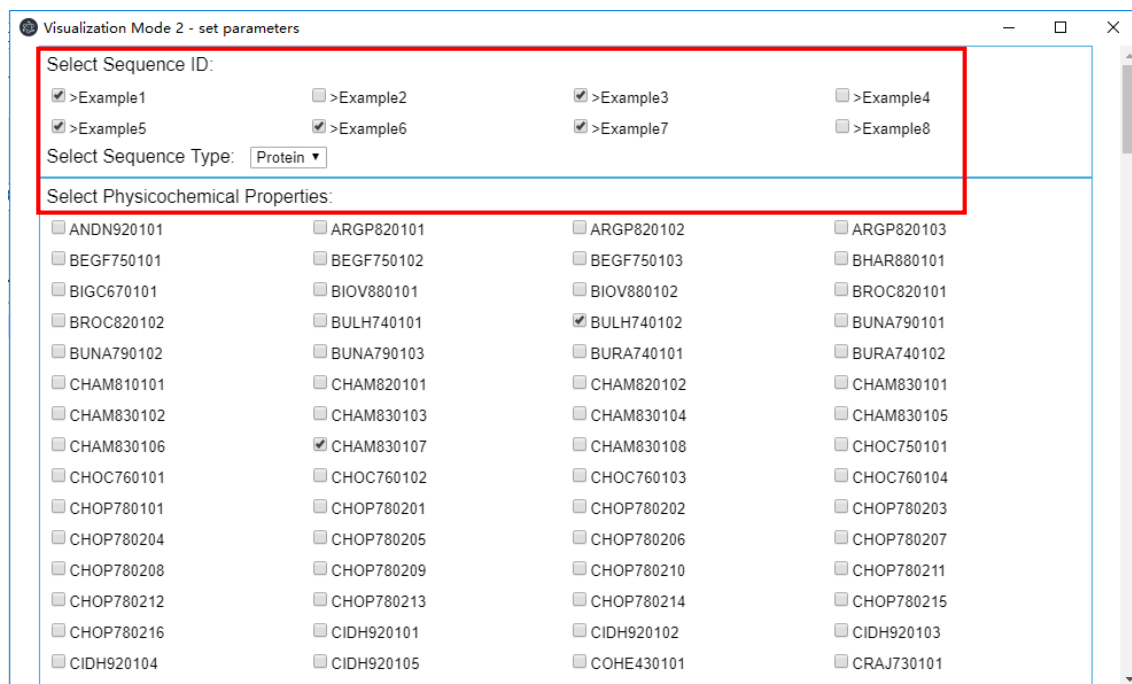 Visualization Mode 2 - set parameters
Select Sequence ID:
>Example1 >Example2 >Example3 >Example4
>Example5 >Example6 >Example7 >Example8
Select Sequence Type: Protein
Select Physicochemical Properties:
ANDN920101 ARGP820101 ARGP820102 ARGP820103
BEGF750101 BEGF750102 BEGF750103 BHAR880101
BIGC670101 BIOV880101 BIOV880102 BROC820101
BROC820102 BULH740101 BULH740102 BUNA790101
BUNA790102 BUNA790103 BURA740101 BURA740102
CHAM810101 CHAM820101 CHAM820102 CHAM830101
CHAM830102 CHAM830103 CHAM830104 CHAM830105
CHAM830106 CHAM830107 CHAM830108 CHOC750101
CHOC760101 CHOC760102 CHOC760103 CHOC760104
CHOP780101 CHOP780201 CHOP780202 CHOP780203
CHOP780204 CHOP780205 CHOP780206 CHOP780207
CHOP780208 CHOP780209 CHOP780210 CHOP780211
CHOP780212 CHOP780213 CHOP780214 CHOP780215
CHOP780216 CIDH920101 CIDH920102 CIDH920103
CIDH920104 CIDH920105 COHE430101 CRAJ730101